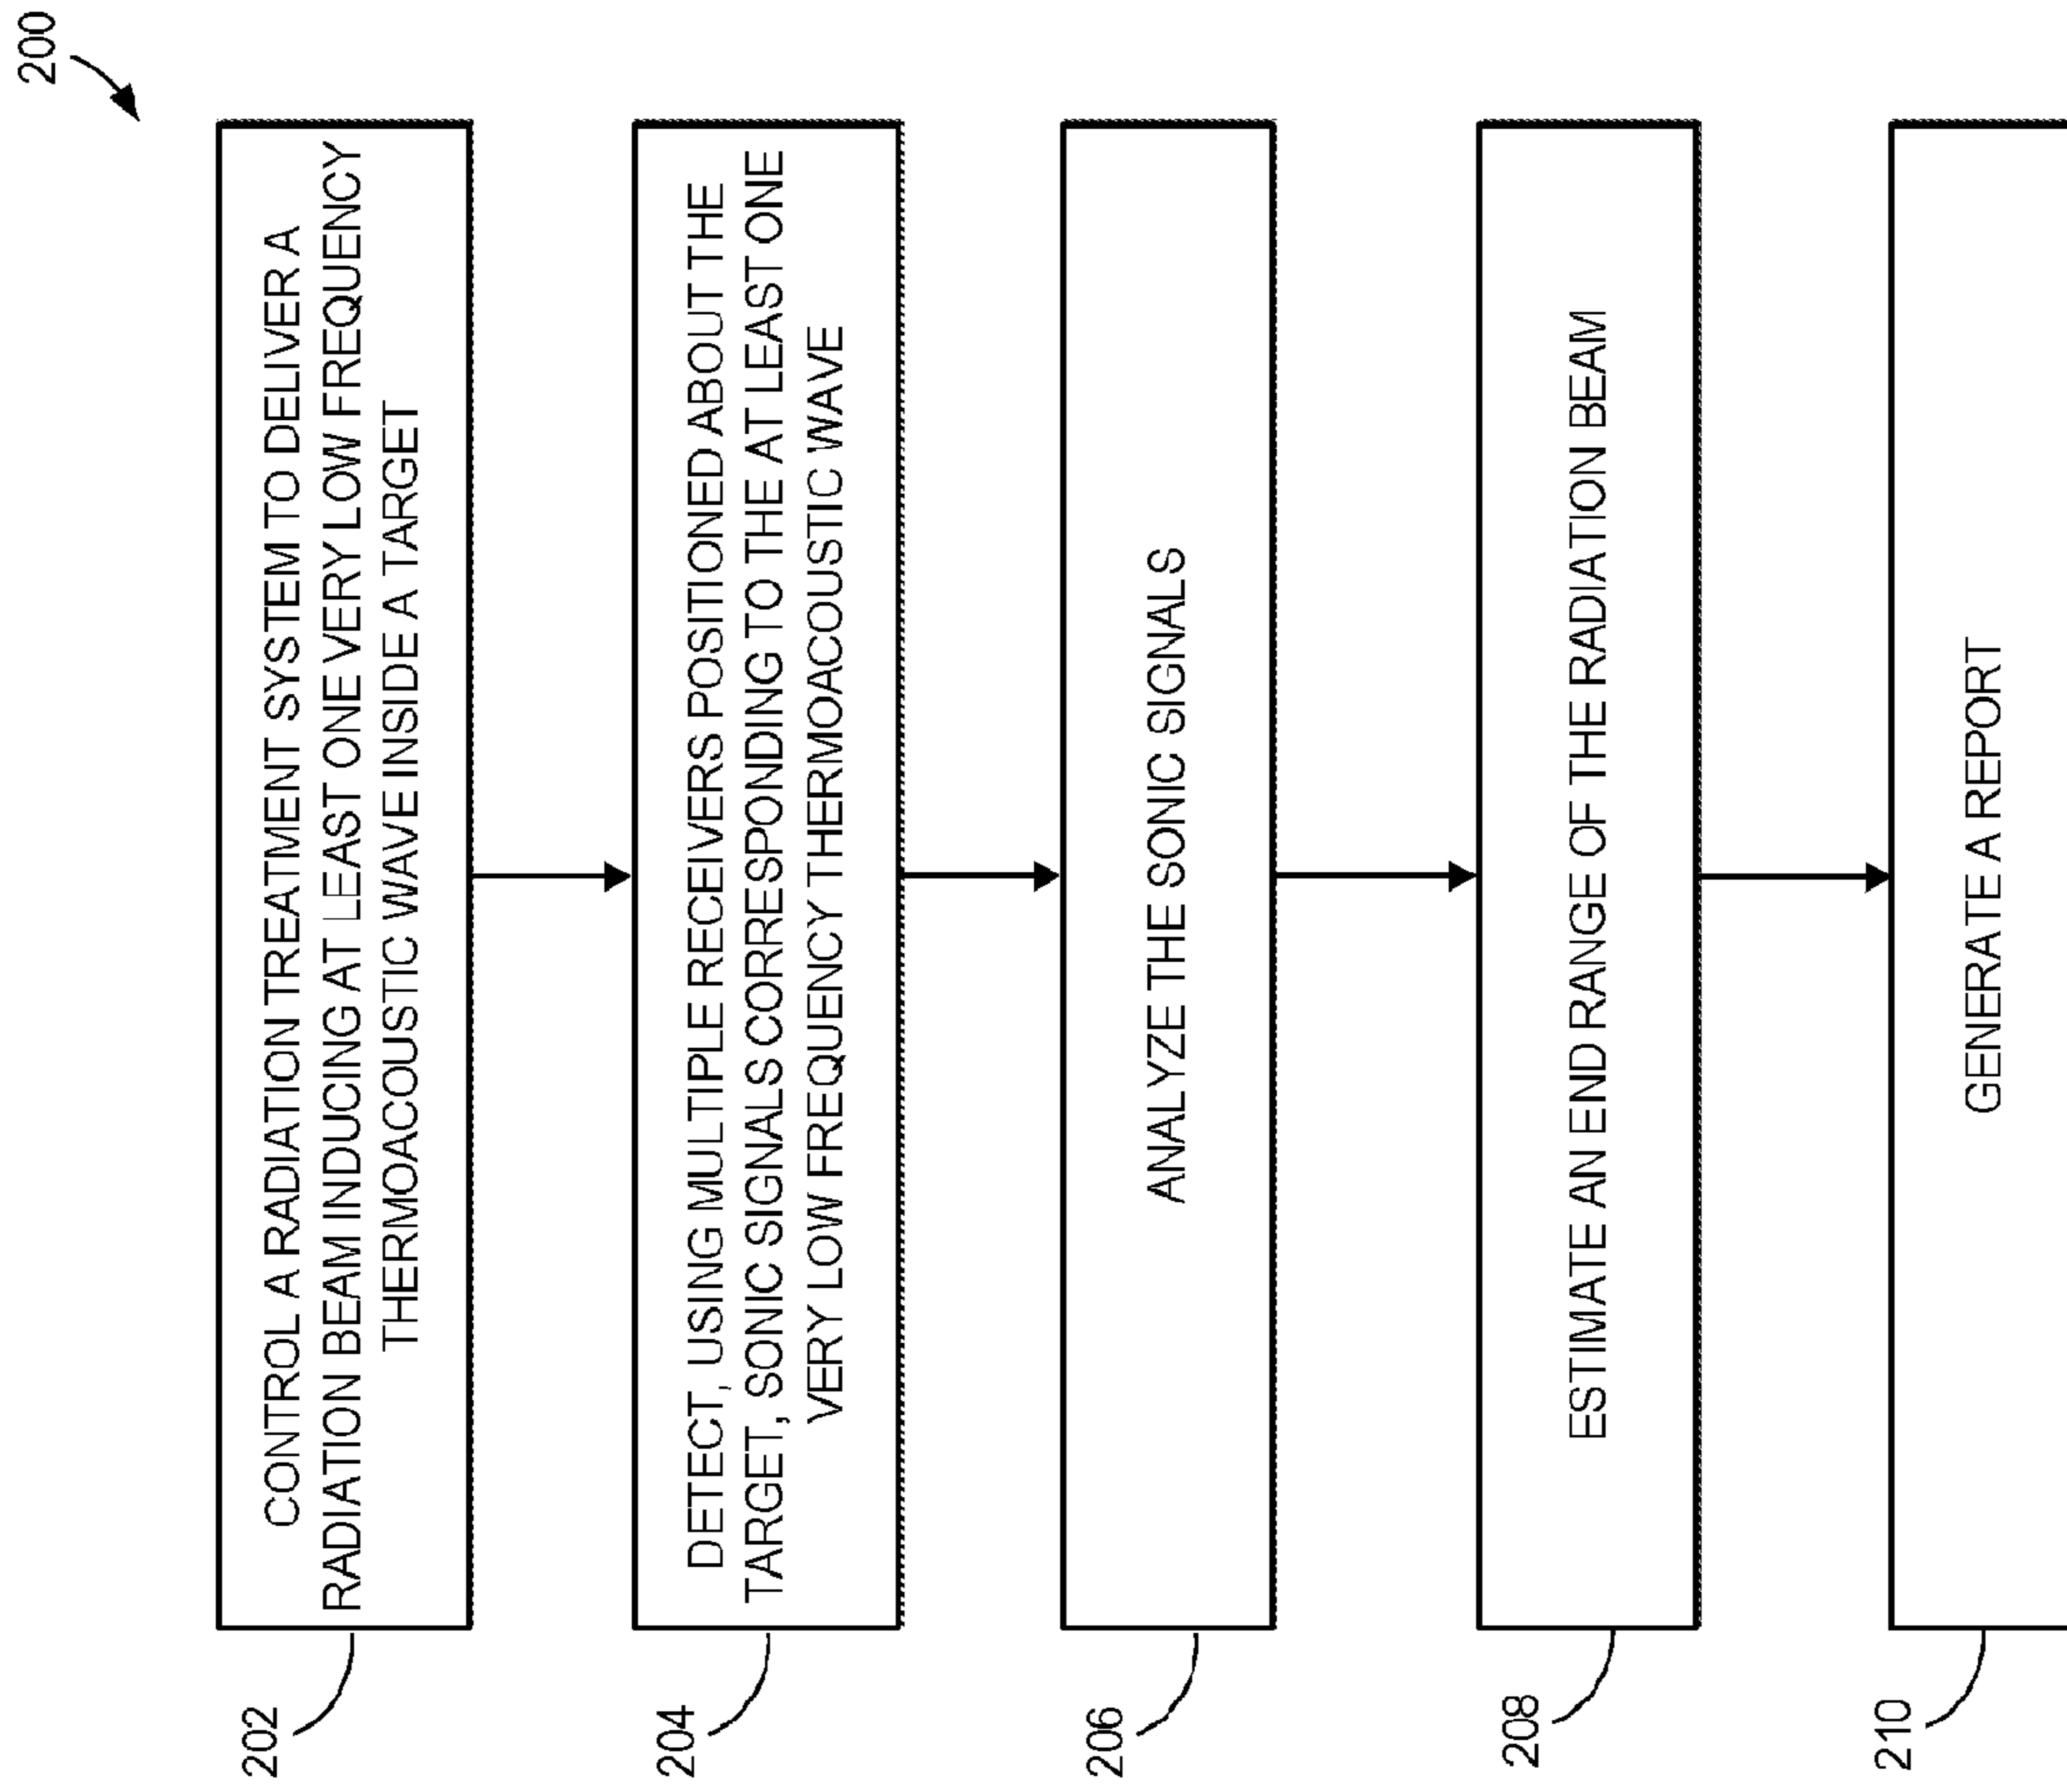 200
202
CONTROL A RADIATION TREATMENT SYSTEM TO DELIVER A
RADIATION BEAM INDUCING AT LEAST ONE VERY LOW FREQUENCY
THERMOACOUSTIC WAVE INSIDE A TARGET
204
DETECT, USING MULTIPLE RECEIVERS POSITIONED ABOUT THE
TARGET, SONIC SIGNALS CORRESPONDING TO THE AT LEAST ONE
VERY LOW FREQUENCY THERMOACOUSTIC WAVE
206
ANALYZE THE SONIC SIGNALS
208
ESTIMATE AN END RANGE OF THE RADIATION BEAM
210
GENERATE A REPORT